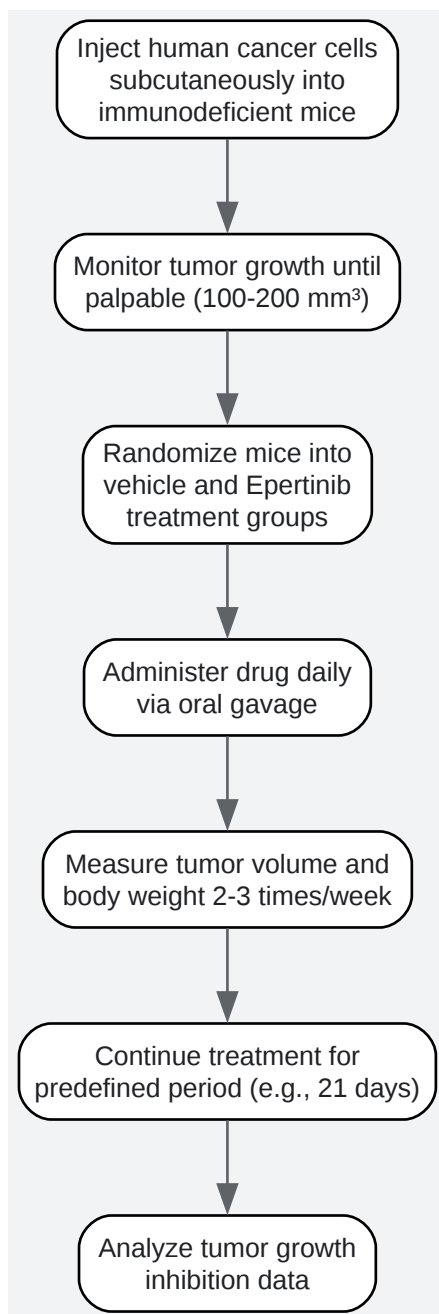 Inject human cancer cells
subcutaneously into
immunodeficient mice
Monitor tumor growth until
palpable (100-200 mm³)
Randomize mice into
vehicle and Epertinib
treatment groups
Administer drug daily
via oral gavage
Measure tumor volume and
body weight 2-3 times/week
Continue treatment for
predefined period (e.g., 21 days)
Analyze tumor growth
inhibition data